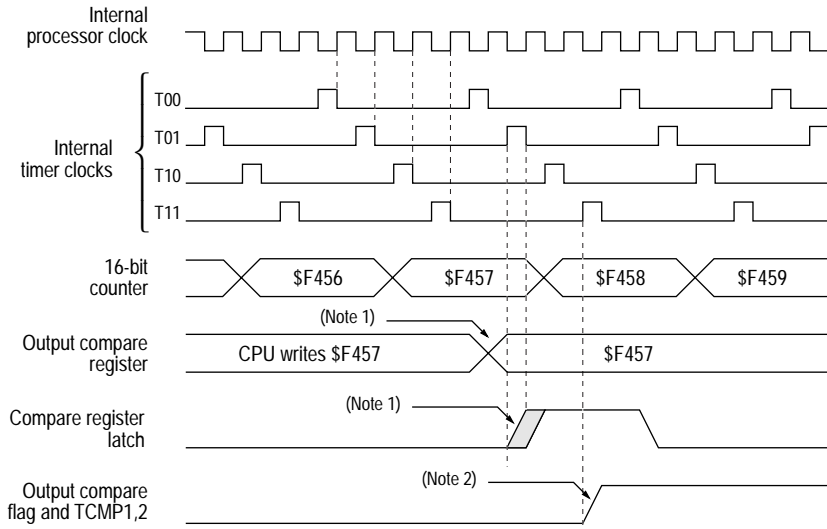 Internal
processor clock
T00
T01
Internal
timer clocks
T10
T11
16-bit
counter
$F456
$F457
$F458
$F459
(Note 1)
Output compare
register
CPU writes $F457
$F457
(Note 1)
Compare register
latch
(Note 2)
Output compare
flag and TCMP1,2